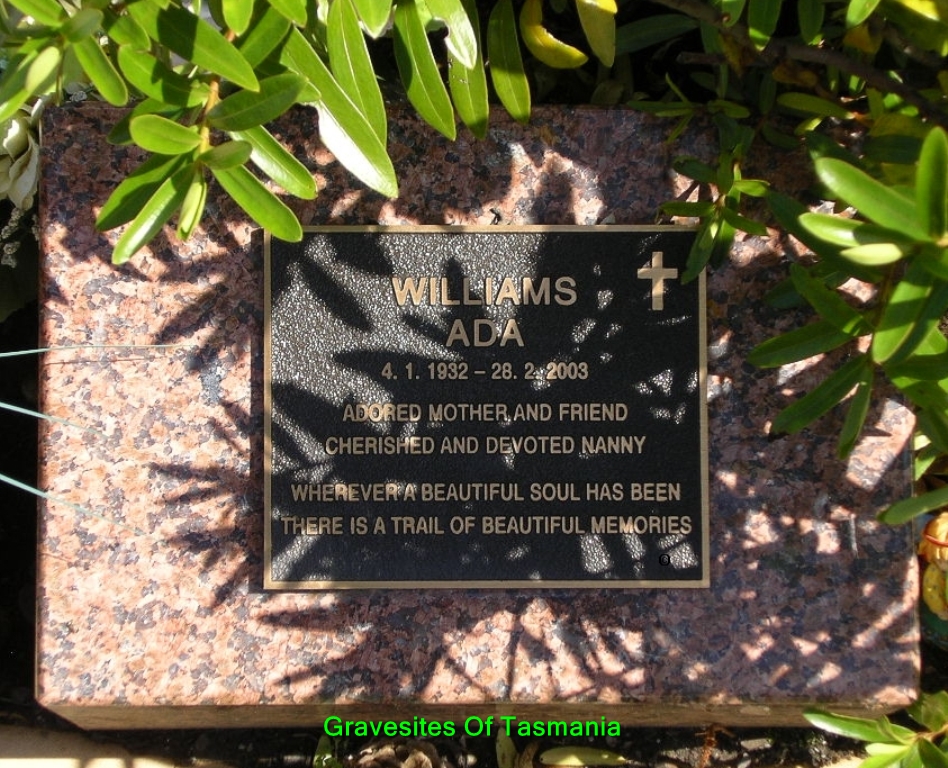 WILLIAMS
ADA
4. 1. 1932 – 28. 2. 2003
ADORED MOTHER AND FRIEND
CHERISHED AND DEVOTED NANNY
WHEREVER A BEAUTIFUL SOUL HAS BEEN
THERE IS A TRAIL OF BEAUTIFUL MEMORIES
Gravesites Of Tasmania